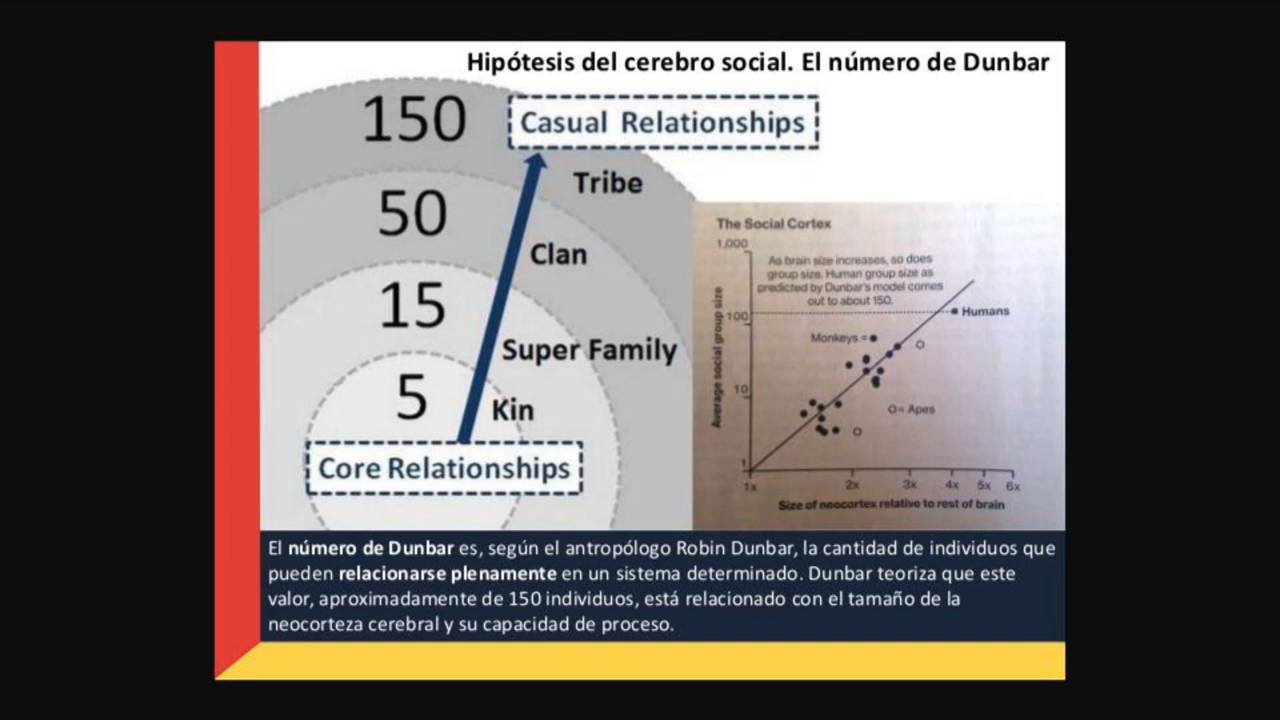 Hipótesis del cerebro social. El número de Dunbar
150
Casual Relationships
Tribe
50
Clan
15
Super Family
5
Kin
Core Relationships
The Social Cortex
1,000
As brain size increases, so does
group size. Human group size as
predicted by Dunbar's model comes
out to about 150.
100
Humans
Monkeys =
10
O= Apes
1
Average social group size
1x 2x 3x 4x 5x 6x
Size of neocortex relative to rest of brain
El número de Dunbar es, según el antropólogo Robin Dunbar, la cantidad de individuos que
pueden relacionarse plenamente en un sistema determinado. Dunbar teoriza que este
valor, aproximadamente de 150 individuos, está relacionado con el tamaño de la
neocorteza cerebral y su capacidad de proceso.